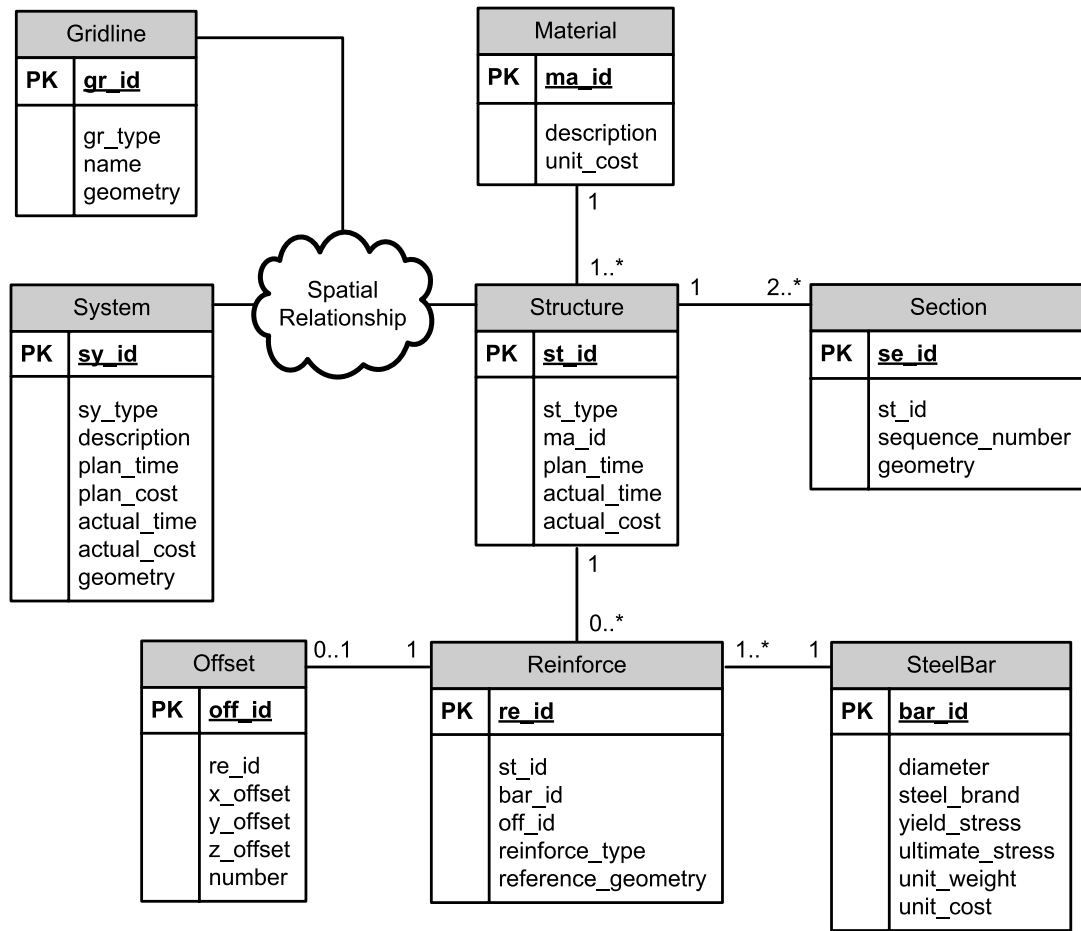 Gridline
PK gr_id
gr_type
name
geometry
Material
PK ma_id
description
unit_cost
1
1..*
Spatial
Relationship
System
PK sy_id
sy_type
description
plan_time
plan_cost
actual_time
actual_cost
geometry
Structure
PK st_id
st_type
ma_id
plan_time
actual_time
actual_cost
1
2..*
Section
PK se_id
st_id
sequence_number
geometry
1
0..*
Offset
PK off_id
re_id
x_offset
y_offset
z_offset
number
0..1
1
Reinforce
PK re_id
st_id
bar_id
off_id
reinforce_type
reference_geometry
1..*
1
SteelBar
PK bar_id
diameter
steel_brand
yield_stress
ultimate_stress
unit_weight
unit_cost